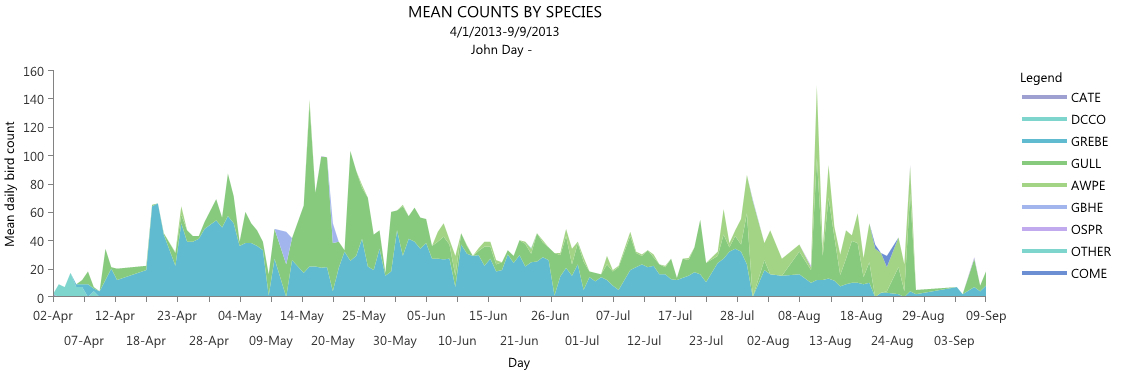 MEAN COUNTS BY SPECIES
4/1/2013-9/9/2013
John Day -
Mean daily bird count
160
140
120
100
80
60
40
20
0
02-Apr 12-Apr 23-Apr 04-May 14-May 25-May 05-Jun 15-Jun 26-Jun 07-Jul 17-Jul 28-Jul 08-Aug 18-Aug 29-Aug 09-Sep
07-Apr 18-Apr 28-Apr 09-May 20-May 30-May 10-Jun 21-Jun 01-Jul 12-Jul 23-Jul 02-Aug 13-Aug 24-Aug 03-Sep
Day
Legend
CATE
DCCO
GREBE
GULL
AWPE
GBHE
OSPR
OTHER
COME